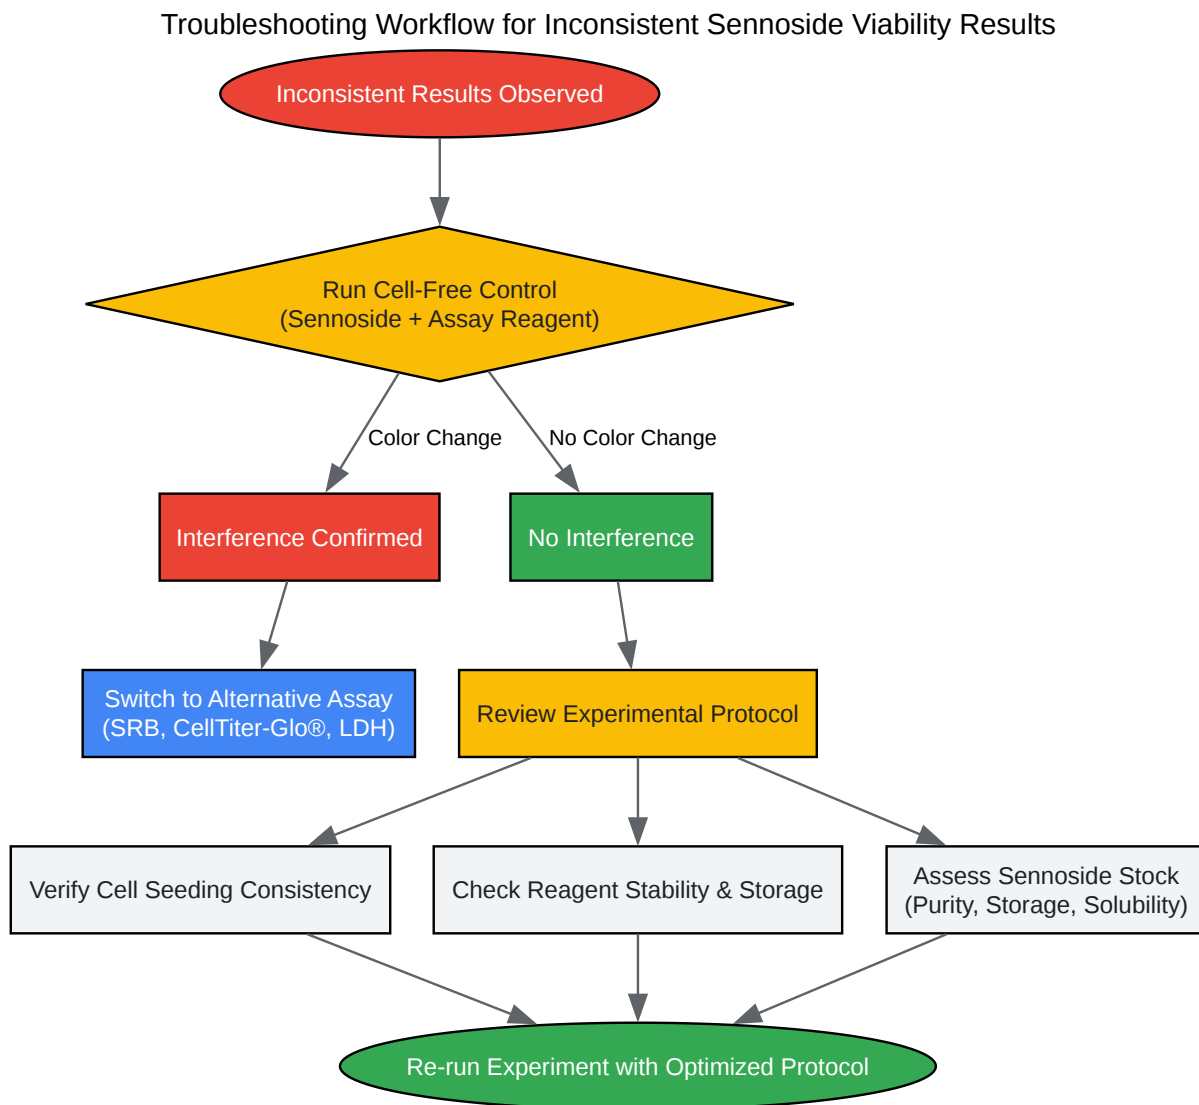 Troubleshooting Workflow for Inconsistent Sennoside Viability Results
Inconsistent Results Observed
Run Cell-Free Control
(Sennoside + Assay Reagent)
Color Change
No Color Change
Interference Confirmed
No Interference
Switch to Alternative Assay
(SRB, CellTiter-Glo®, LDH)
Review Experimental Protocol
Verify Cell Seeding Consistency
Check Reagent Stability & Storage
Assess Sennoside Stock
(Purity, Storage, Solubility)
Re-run Experiment with Optimized Protocol